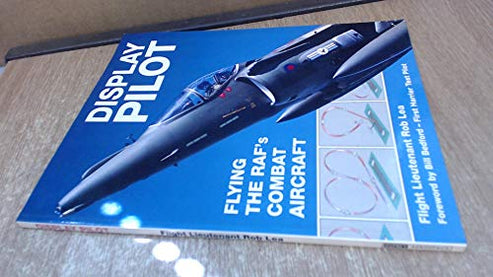 DISPLAY
PILOT
FLYING
THE RAF's
COMBAT
AIRCRAFT
Flight Lieutenant Rob Lea
Foreword by Bill Bedford - First Harrier Test Pilot
DISPLAY PILOT
Flight Lieutenant Rob Lea